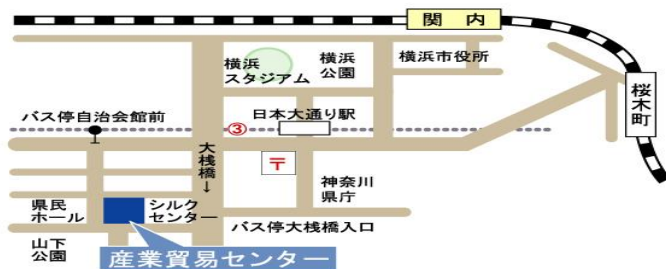 関内
横浜
スタジアム
横浜
公園
横浜市役所
桜木町
バス停自治会館前
③
日本大通り駅
大桟橋↓
〒
神奈川
県庁
県民
ホール
シルク
センター
バス停大桟橋入口
山下
公園
産業貿易センター